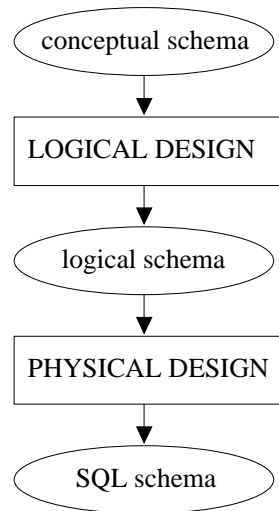 conceptual schema
LOGICAL DESIGN
logical schema
PHYSICAL DESIGN
SQL schema